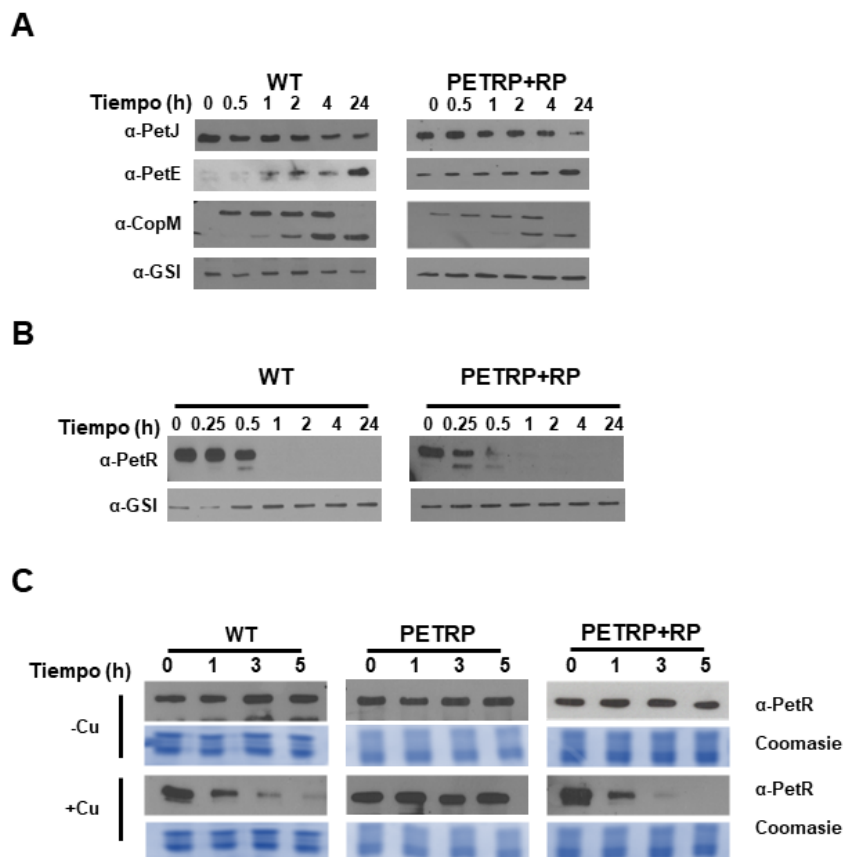 A
WT PETRP+RP
Tiempo (h) 0 0.5 1 2 4 24 0 0.5 1 2 4 24
α-PetJ
α-PetE
α-CopM
α-GSI
B
WT PETRP+RP
Tiempo (h) 0 0.25 0.5 1 2 4 24 0 0.25 0.5 1 2 4 24
α-PetR
α-GSI
C
WT PETRP PETRP+RP
Tiempo (h) 0 1 3 5 0 1 3 5 0 1 3 5
α-PetR
-Cu
Coomasie
α-PetR
+Cu
Coomasie